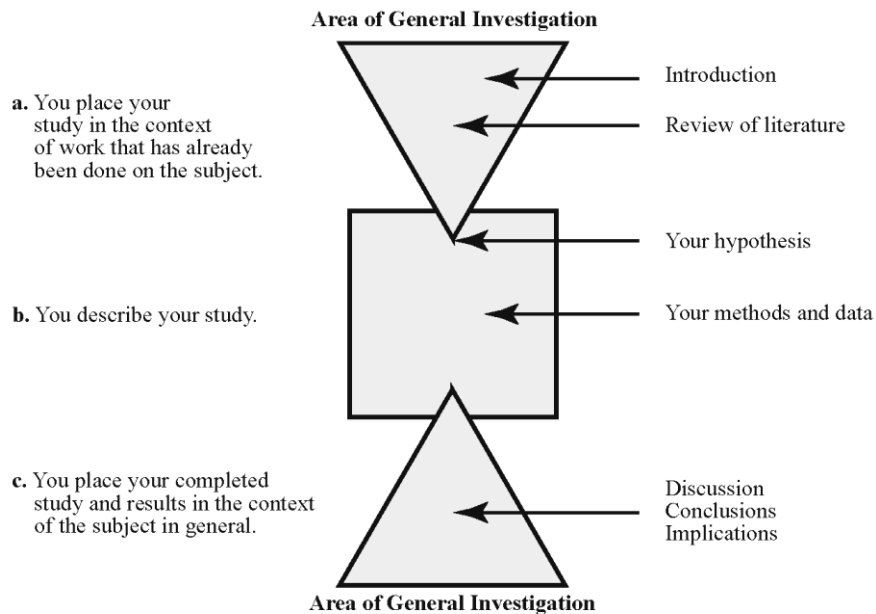 Area of General Investigation
Introduction
a. You place your
study in the context
of work that has already
been done on the subject.
Review of literature
Your hypothesis
b. You describe your study.
Your methods and data
c. You place your completed
study and results in the context
of the subject in general.
Discussion
Conclusions
Implications
Area of General Investigation